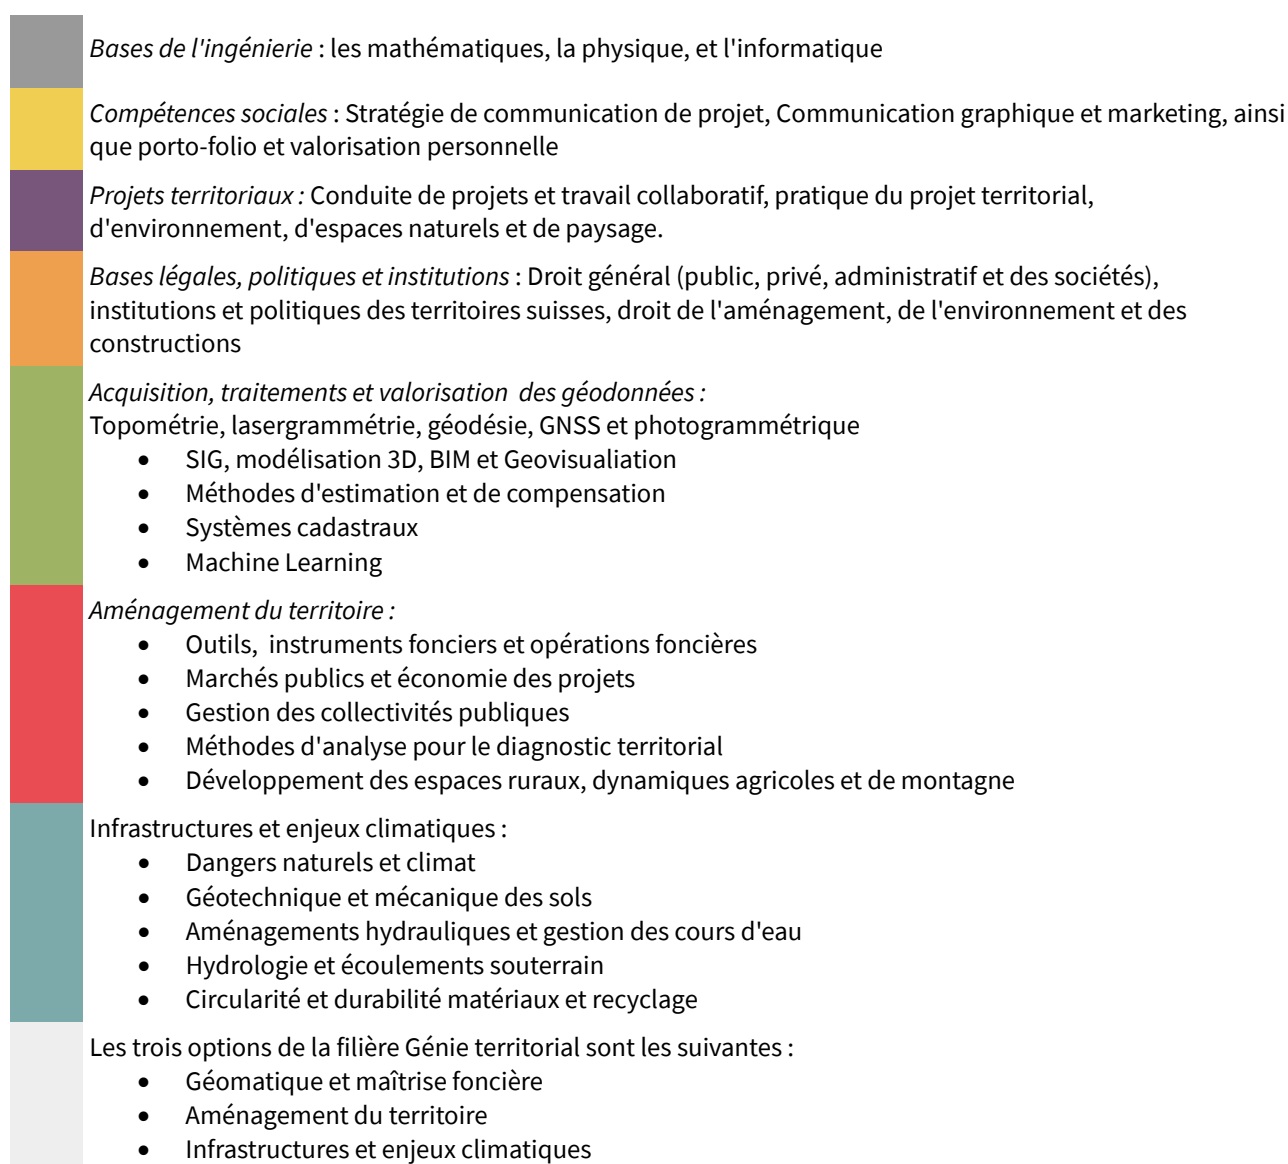 Bases de l'ingénierie : les mathématiques, la physique, et l'informatique
Compétences sociales : Stratégie de communication de projet, Communication graphique et marketing, ainsi
que porto-folio et valorisation personnelle
Projets territoriaux : Conduite de projets et travail collaboratif, pratique du projet territorial,
d'environnement, d'espaces naturels et de paysage.
Bases légales, politiques et institutions : Droit général (public, privé, administratif et des sociétés),
institutions et politiques des territoires suisses, droit de l'aménagement, de l'environnement et des
constructions
Acquisition, traitements et valorisation  des géodonnées :
Topométrie, lasergrammétrie, géodésie, GNSS et photogrammétrique
• SIG, modélisation 3D, BIM et Geovisualiation
• Méthodes d'estimation et de compensation
• Systèmes cadastraux
• Machine Learning
Aménagement du territoire :
• Outils,  instruments fonciers et opérations foncières
• Marchés publics et économie des projets
• Gestion des collectivités publiques
• Méthodes d'analyse pour le diagnostic territorial
• Développement des espaces ruraux, dynamiques agricoles et de montagne
Infrastructures et enjeux climatiques :
• Dangers naturels et climat
• Géotechnique et mécanique des sols
• Aménagements hydrauliques et gestion des cours d'eau
• Hydrologie et écoulements souterrain
• Circularité et durabilité matériaux et recyclage
Les trois options de la filière Génie territorial sont les suivantes :
• Géomatique et maîtrise foncière
• Aménagement du territoire
• Infrastructures et enjeux climatiques